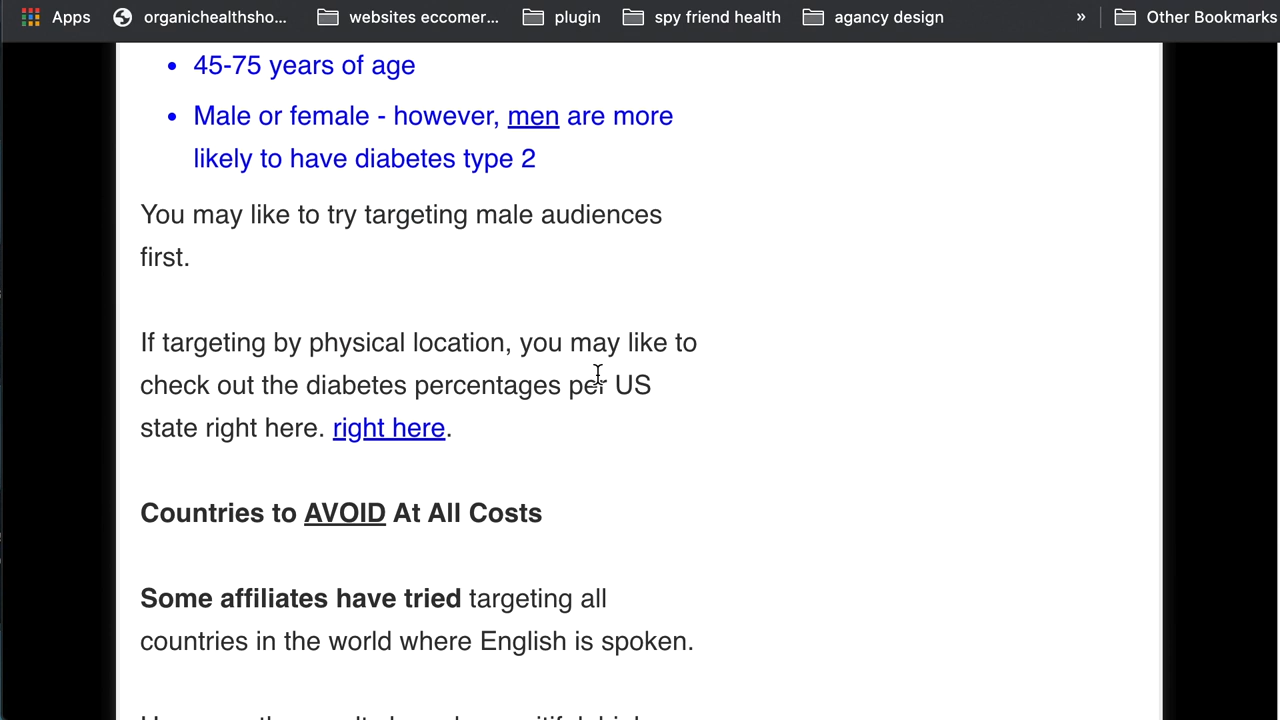 Apps organichealthsho... websites eccomer... plugin spy friend health agancy design » Other Bookmarks
• 45-75 years of age
• Male or female - however, men are more
likely to have diabetes type 2
You may like to try targeting male audiences
first.
If targeting by physical location, you may like to
check out the diabetes percentages per US
state right here. right here.
Countries to AVOID At All Costs
Some affiliates have tried targeting all
countries in the world where English is spoken.